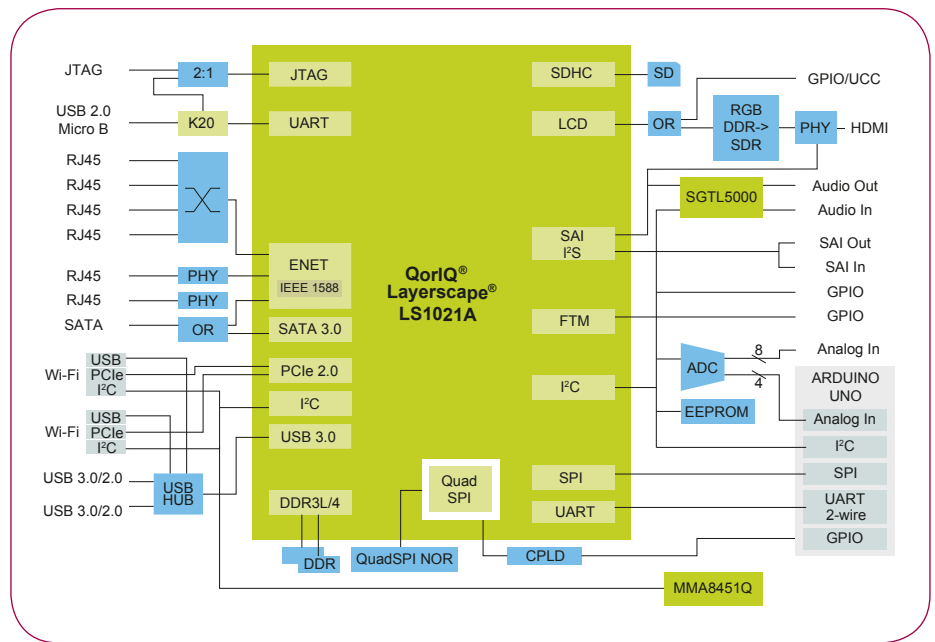 JTAG
2:1
JTAG
USB 2.0
Micro B
K20
UART
RJ45
RJ45
RJ45
RJ45
ENET
IEEE 1588
RJ45
PHY
RJ45
PHY
SATA
OR
SATA 3.0
Wi-Fi
USB
PCIe
I²C
PCIe 2.0
I²C
Wi-Fi
USB
PCIe
I²C
USB 3.0
USB 3.0/2.0
USB 3.0/2.0
USB
HUB
DDR3L/4
DDR
QorIQ®
Layerscape®
LS1021A
Quad
SPI
QuadSPI NOR
CPLD
SDHC
SD
LCD
OR
RGB
DDR->
SDR
PHY
GPIO/UCC
HDMI
SGTL5000
Audio Out
Audio In
SAI
I²S
SAI Out
SAI In
GPIO
FTM
GPIO
I²C
ADC
8
4
Analog In
EEPROM
ARDUINO
UNO
Analog In
I²C
SPI
SPI
UART
UART
2-wire
GPIO
MMA8451Q